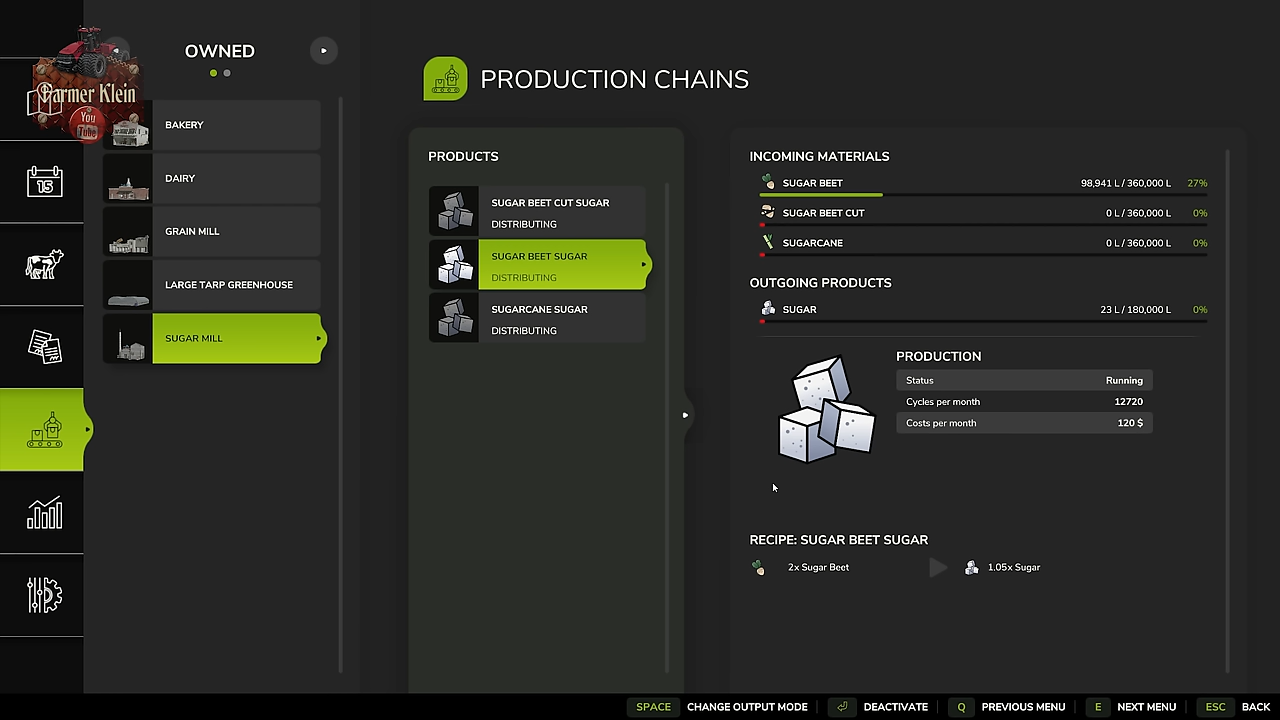 OWNED
Farmer Klein
You
Tube
15
BAKERY
DAIRY
GRAIN MILL
LARGE TARP GREENHOUSE
SUGAR MILL
PRODUCTION CHAINS
PRODUCTS
SUGAR BEET CUT SUGAR
DISTRIBUTING
SUGAR BEET SUGAR
DISTRIBUTING
SUGARCANE SUGAR
DISTRIBUTING
INCOMING MATERIALS
SUGAR BEET 98,941 L / 360,000 L 27%
SUGAR BEET CUT 0 L / 360,000 L 0%
SUGARCANE 0 L / 360,000 L 0%
OUTGOING PRODUCTS
SUGAR 23 L / 180,000 L 0%
PRODUCTION
Status Running
Cycles per month 12720
Costs per month 120 $
RECIPE: SUGAR BEET SUGAR
2x Sugar Beet 1.05x Sugar
SPACE CHANGE OUTPUT MODE DEACTIVATE Q PREVIOUS MENU E NEXT MENU ESC BACK